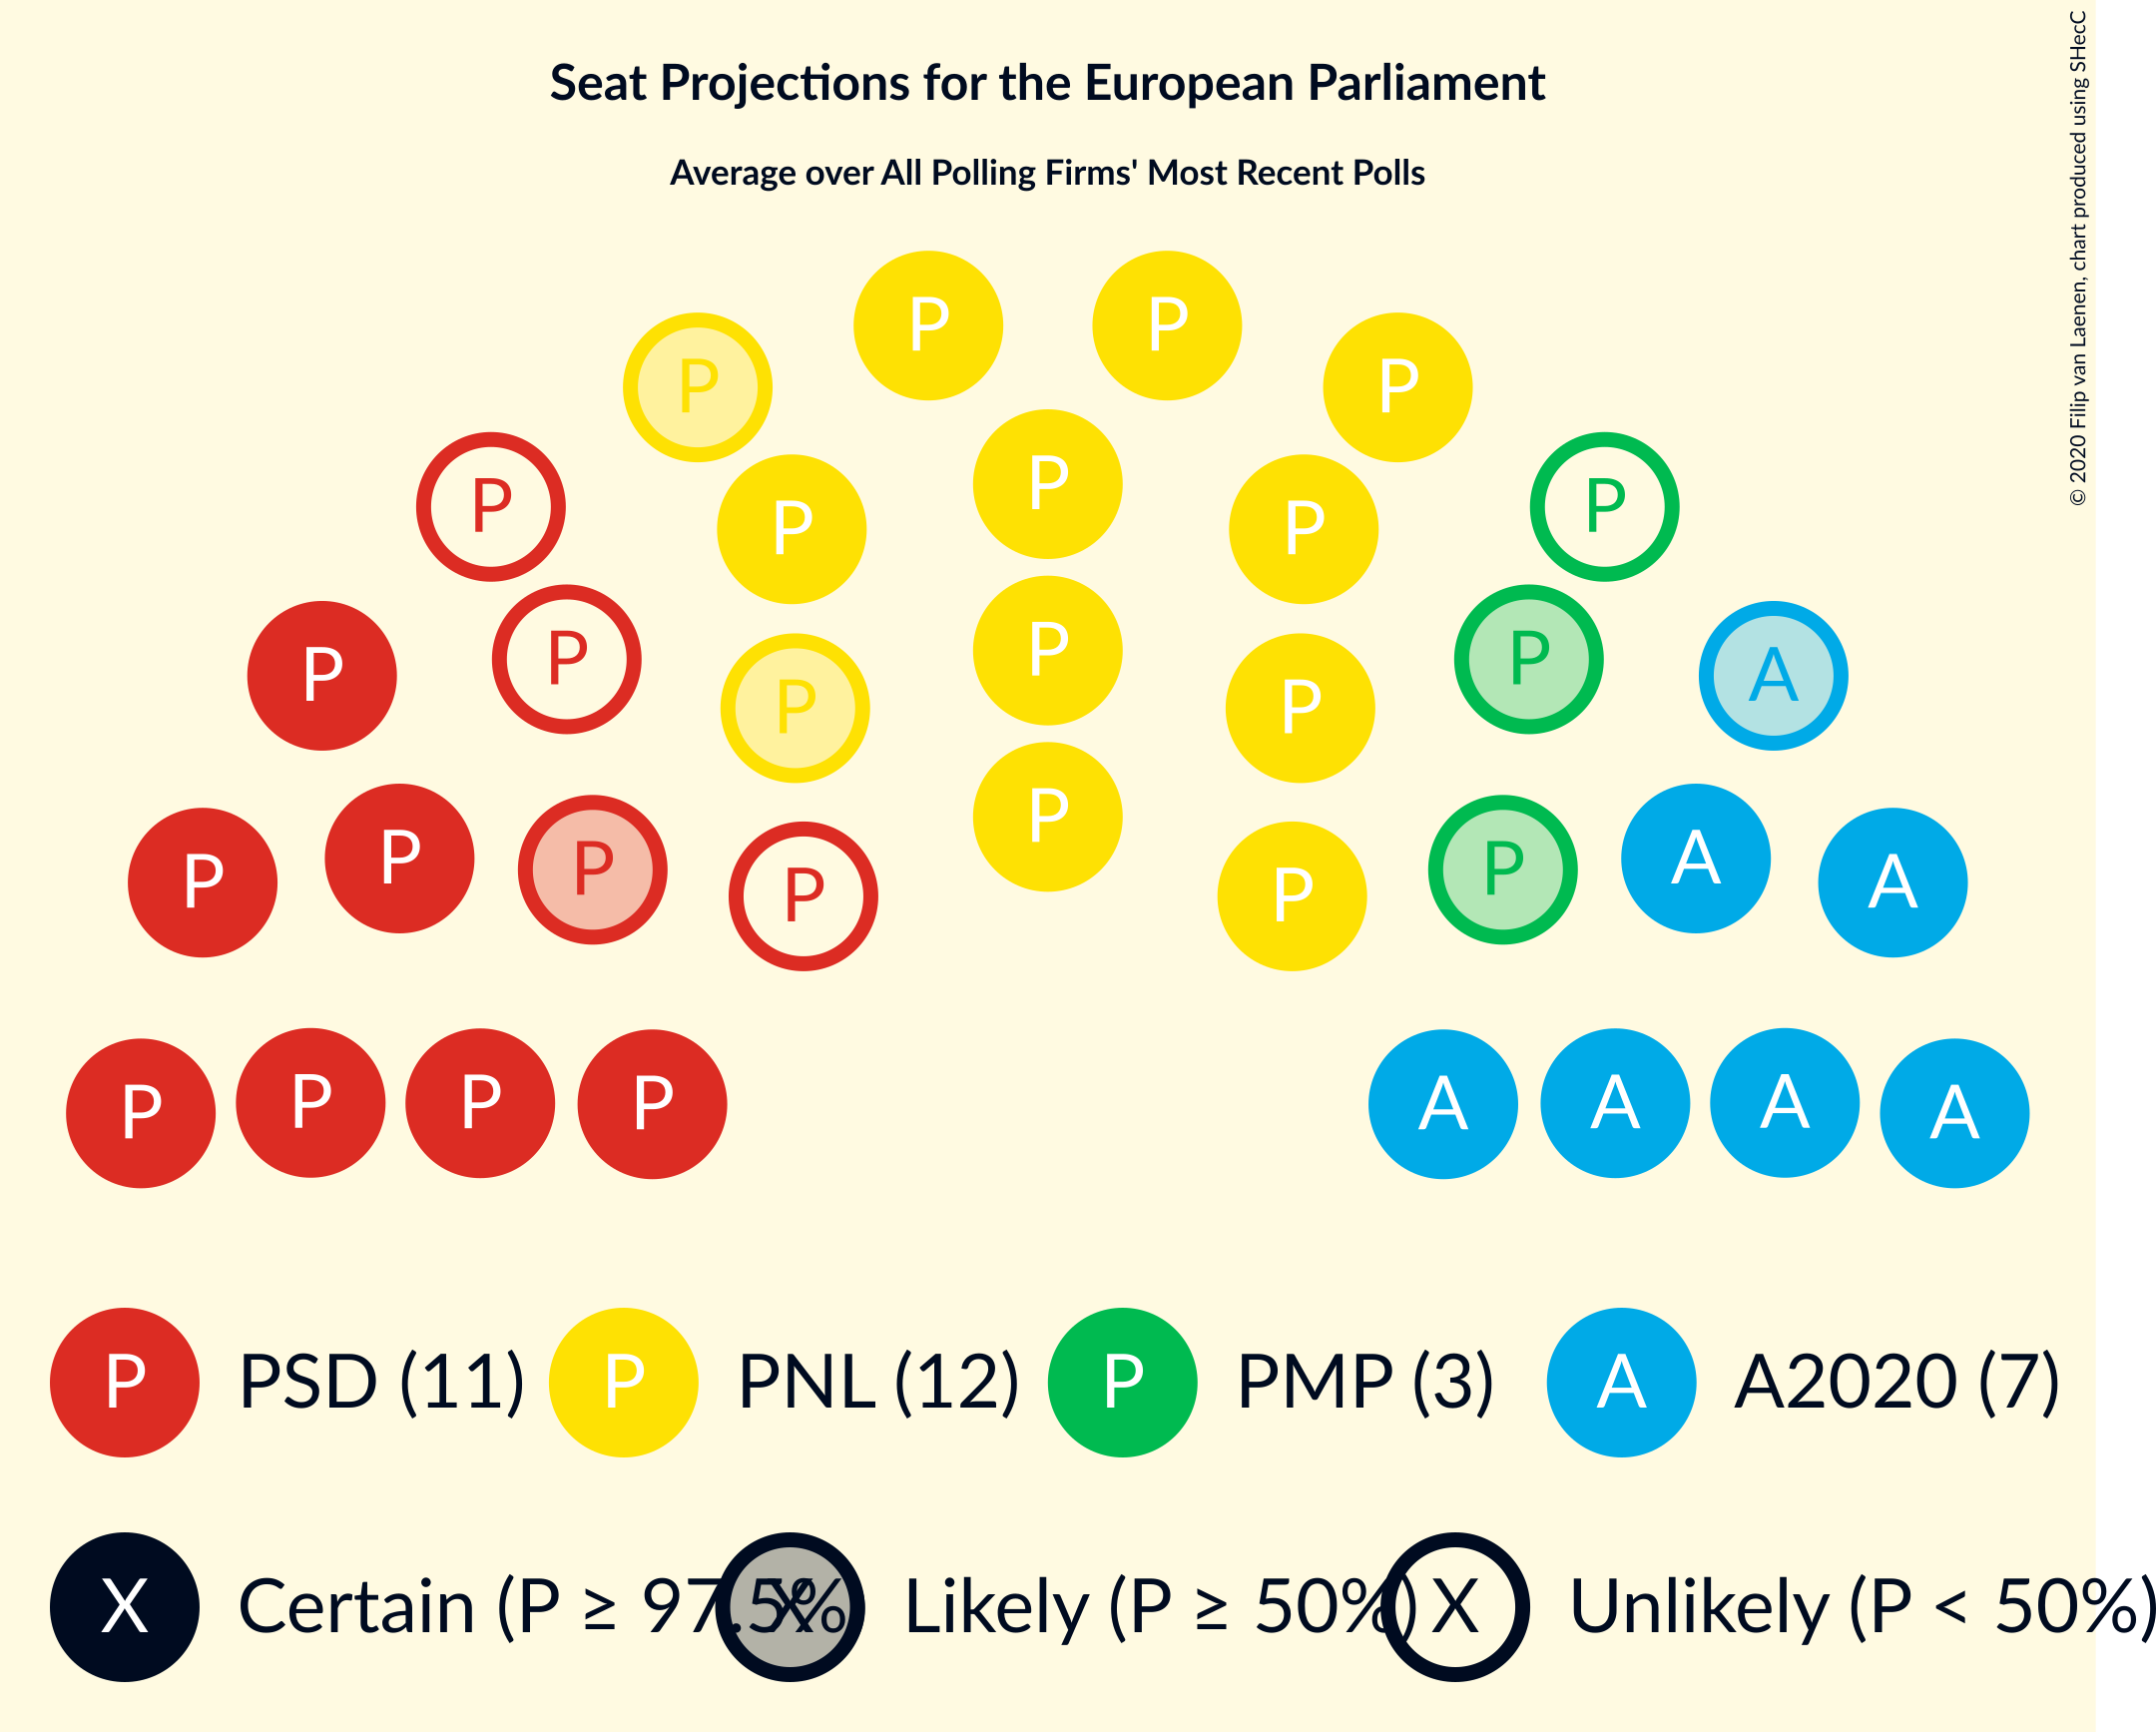 Seat Projections for the European Parliament
Average over All Polling Firms' Most Recent Polls
© 2020 Filip van Laenen, chart produced using SHecC
P P
P P
P
P P
P P
P P
P
P P
P A
P P
P
P P A A
P P
P P
P P P P A A A A
P PSD (11) P PNL (12) P PMP (3) A A2020 (7)
X Certain (P ≥ 97.5%) X Likely (P ≥ 50%) X Unlikely (P < 50%)